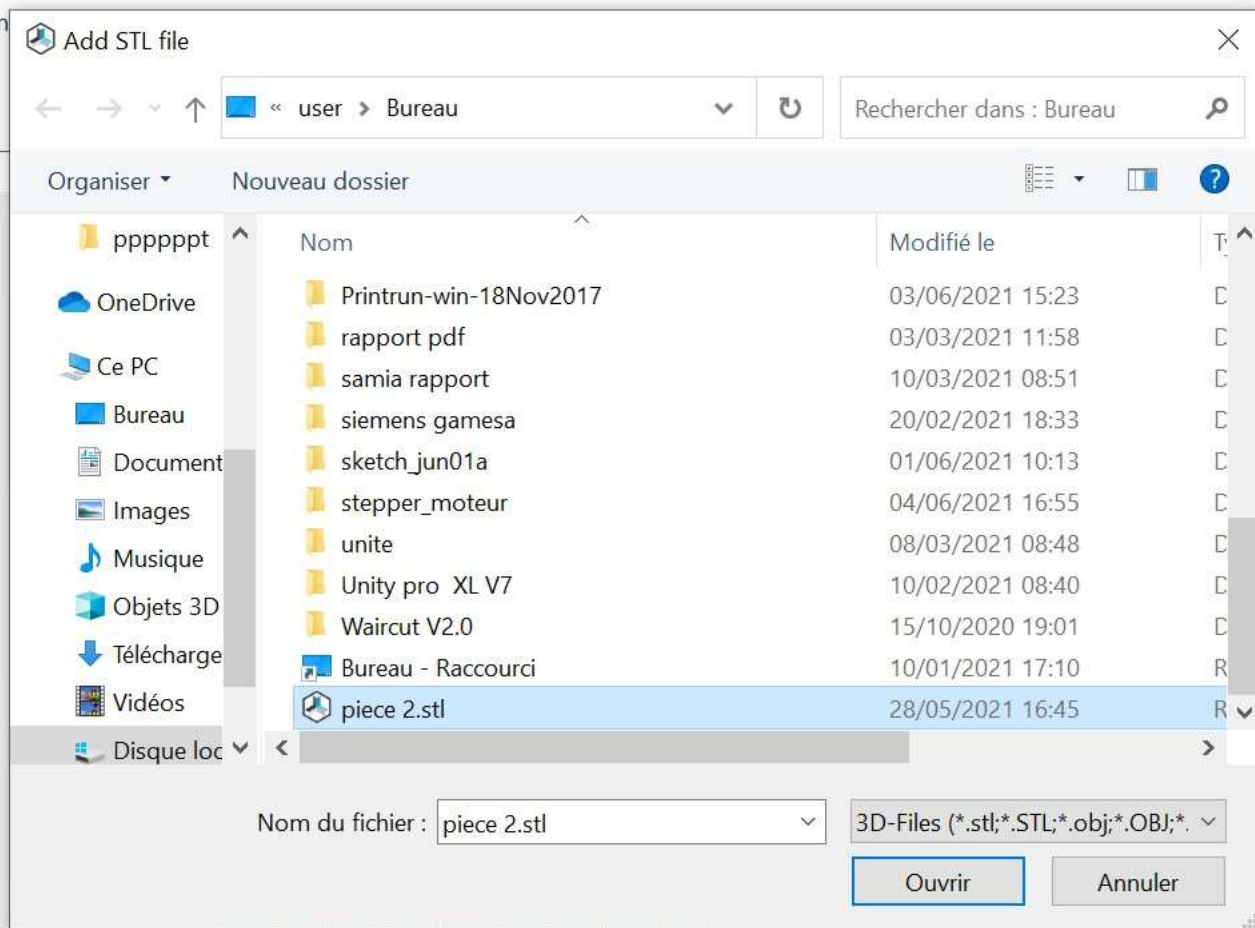 Add STL file
« user > Bureau
Rechercher dans : Bureau
Organiser
Nouveau dossier
ppppppt
OneDrive
Ce PC
Bureau
Document
Images
Musique
Objets 3D
Télécharge
Vidéos
Disque loc
Nom Modifié le
Printrun-win-18Nov2017 03/06/2021 15:23 D
rapport pdf 03/03/2021 11:58 D
samia rapport 10/03/2021 08:51 D
siemens gamesa 20/02/2021 18:33 D
sketch_jun01a 01/06/2021 10:13 D
stepper_moteur 04/06/2021 16:55 D
unite 08/03/2021 08:48 D
Unity pro XL V7 10/02/2021 08:40 D
Waircut V2.0 15/10/2020 19:01 D
Bureau - Raccourci 10/01/2021 17:10 R
piece 2.stl 28/05/2021 16:45 R
Nom du fichier : piece 2.stl
3D-Files (*.stl;*.STL;*.obj;*.OBJ;*.
Ouvrir
Annuler